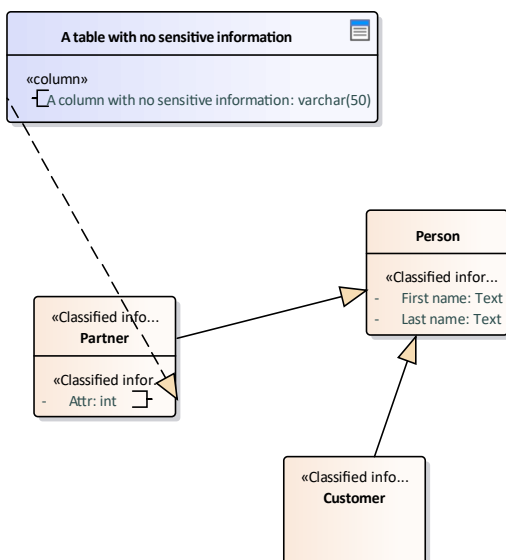 A table with no sensitive information
«column»
A column with no sensitive information: varchar(50)
Person
«Classified infor...
- First name: Text
- Last name: Text
«Classified info...
Partner
«Classified infor...
- Attr: int
«Classified info...
Customer